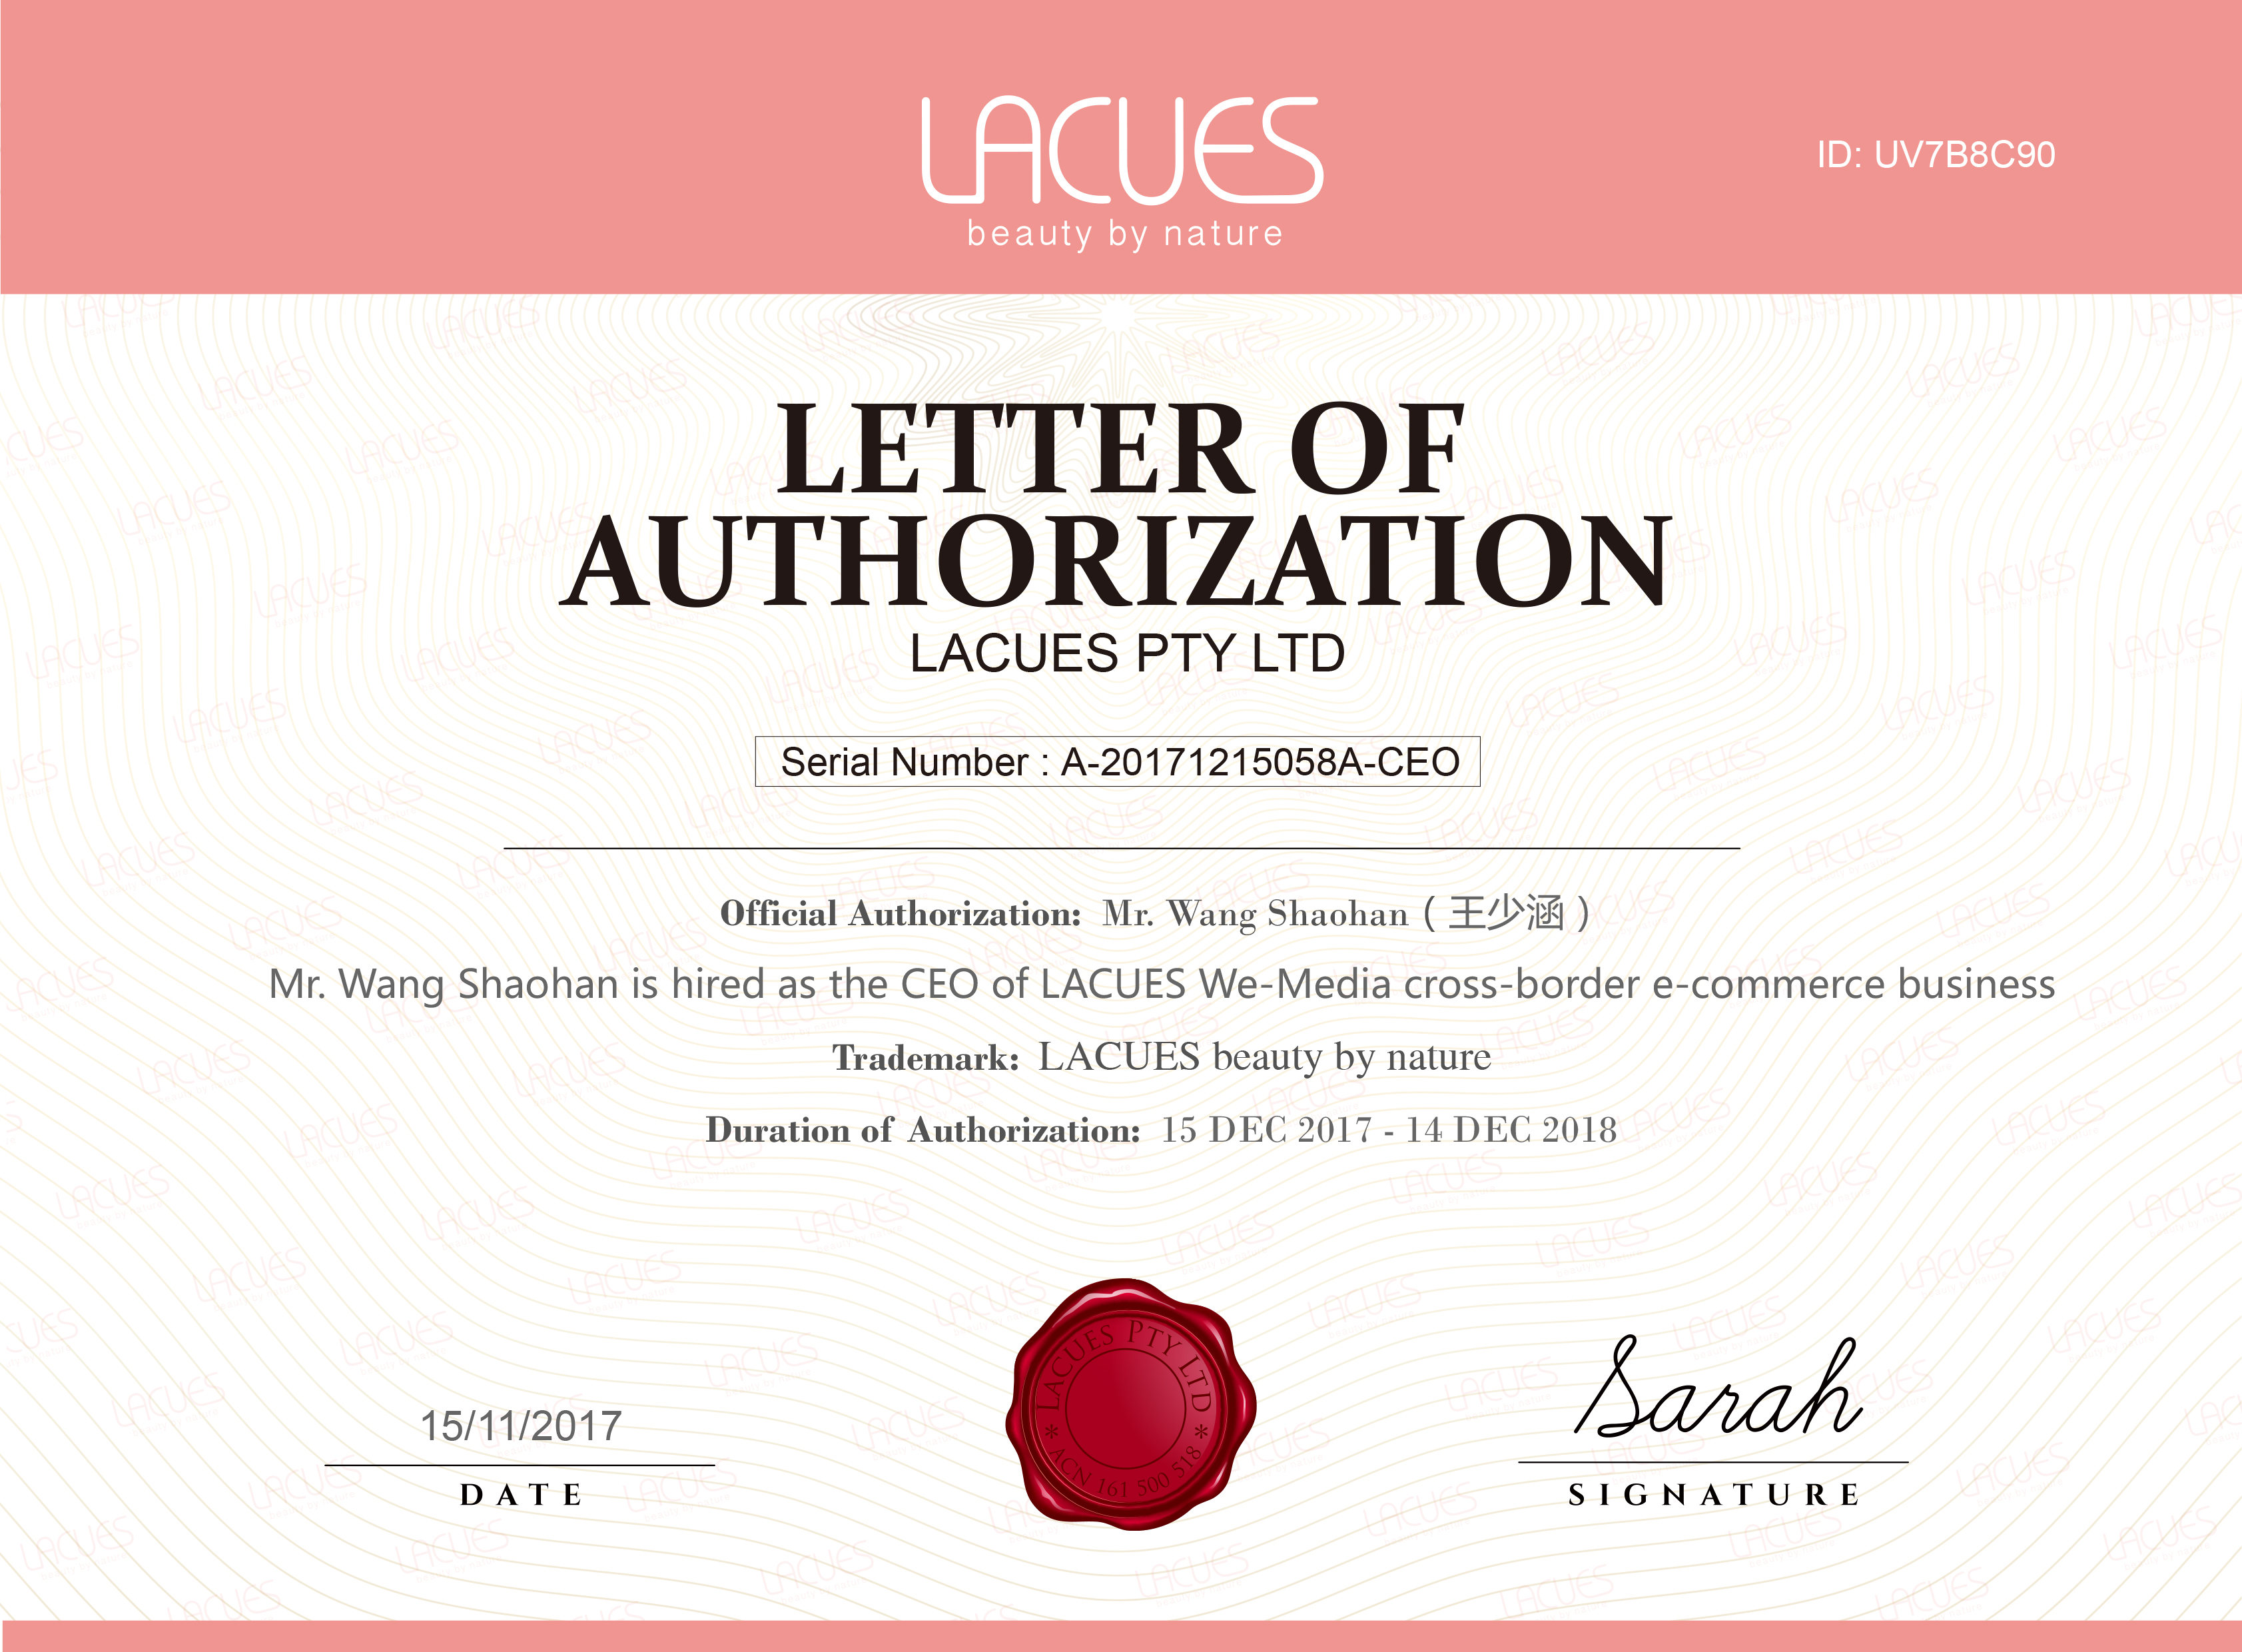 LACUES
beauty by nature
ID: UV7B8C90
LETTER OF
AUTHORIZATION
LACUES PTY LTD
Serial Number : A-20171215058A-CEO
Official Authorization: Mr. Wang Shaohan ( 王少涵 )
Mr. Wang Shaohan is hired as the CEO of LACUES We-Media cross-border e-commerce business
Trademark: LACUES beauty by nature
Duration of Authorization: 15 DEC 2017 - 14 DEC 2018
LACUES PTY LTD
* ACN 161 500 518 *
15/11/2017
DATE
Sarah
SIGNATURE